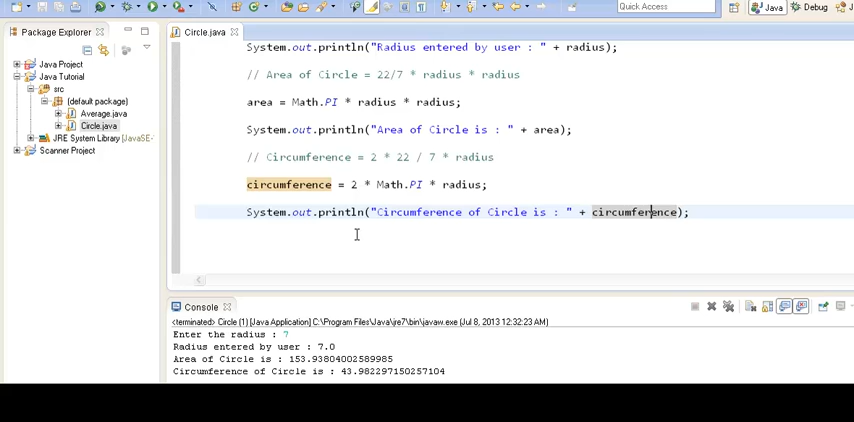 Quick Access
Java
Debug
Package Explorer
Java Project
Java Tutorial
src
(default package)
Average.java
Circle.java
JRE System Library [JavaSE-
Scanner Project
Circle.java
System.out.println("Radius entered by user : " + radius);
// Area of Circle = 22/7 * radius * radius
area = Math.PI * radius * radius;
System.out.println("Area of Circle is : " + area);
// Circumference = 2 * 22 / 7 * radius
circumference = 2 * Math.PI * radius;
System.out.println("Circumference of Circle is : " + circumference);
Console
<terminated> Circle (1) [Java Application] C:\Program Files\Java\jre7\bin\javaw.exe (Jul 8, 2013 12:32:23 AM)
Enter the radius : 7
Radius entered by user : 7.0
Area of Circle is : 153.93804002589985
Circumference of Circle is : 43.982297150257104